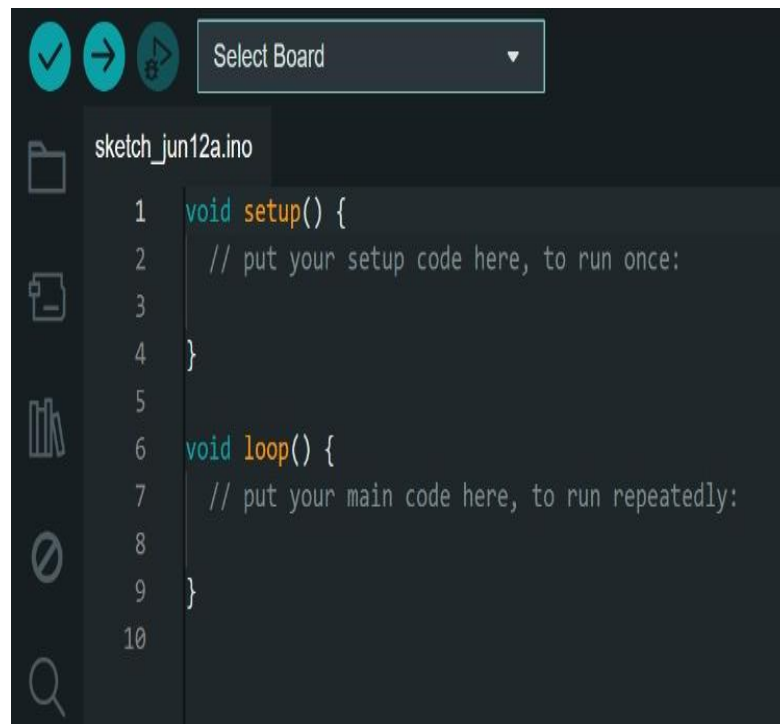 Select Board
sketch_jun12a.ino
1 void setup() {
2 // put your setup code here, to run once:
3
4 }
5
6 void loop() {
7 // put your main code here, to run repeatedly:
8
9 }
10